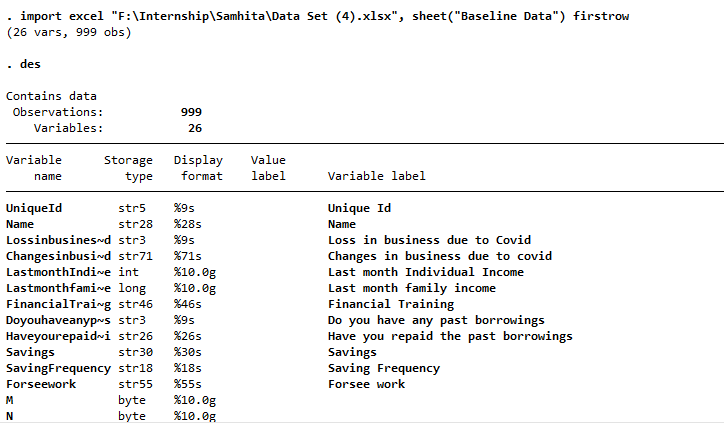 . import excel "F:\Internship\Samhita\Data Set (4).xlsx", sheet("Baseline Data") firstrow
(26 vars, 999 obs)
. des
Contains data
Observations: 999
Variables: 26
Variable Storage Display Value
name type format label Variable label
UniqueId str5 %9s Unique Id
Name str28 %28s Name
Lossinbusines~d str3 %9s Loss in business due to Covid
Changesinbusi~d str71 %71s Changes in business due to covid
LastmonthIndi~e int %10.0g Last month Individual Income
Lastmonthfami~e long %10.0g Last month family income
FinancialTrai~g str46 %46s Financial Training
Doyouhaveanyp~s str3 %9s Do you have any past borrowings
Haveyourepaid~i str26 %26s Have you repaid the past borrowings
Savings str30 %30s Savings
SavingFrequency str18 %18s Saving Frequency
Forseework str55 %55s Forsee work
M byte %10.0g
N byte %10.0g